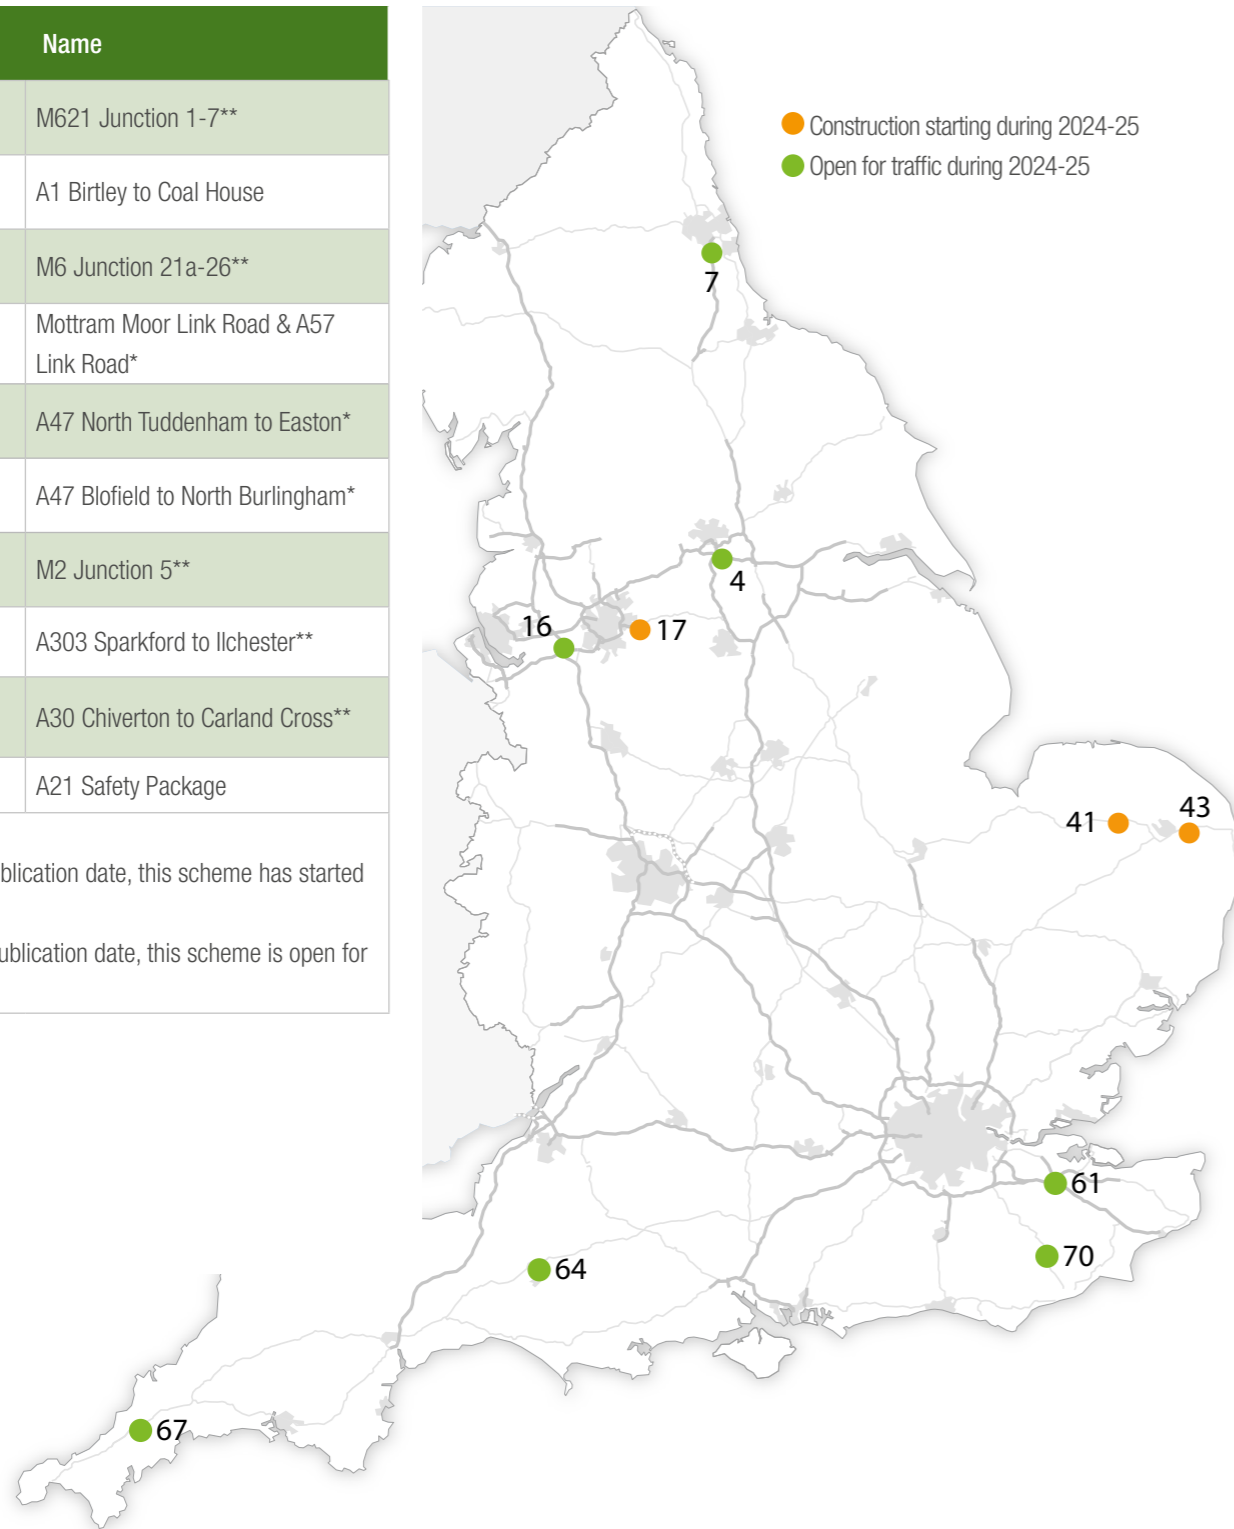 Name
M621 Junction 1-7**
A1 Birtley to Coal House
M6 Junction 21a-26**
Mottram Moor Link Road & A57
Link Road*
A47 North Tuddenham to Easton*
A47 Blofield to North Burlingham*
M2 Junction 5**
A303 Sparkford to Ilchester**
A30 Chiverton to Carland Cross**
A21 Safety Package
blication date, this scheme has started
ublication date, this scheme is open for
Construction starting during 2024-25
Open for traffic during 2024-25
7
4
16
17
41
43
61
70
64
67